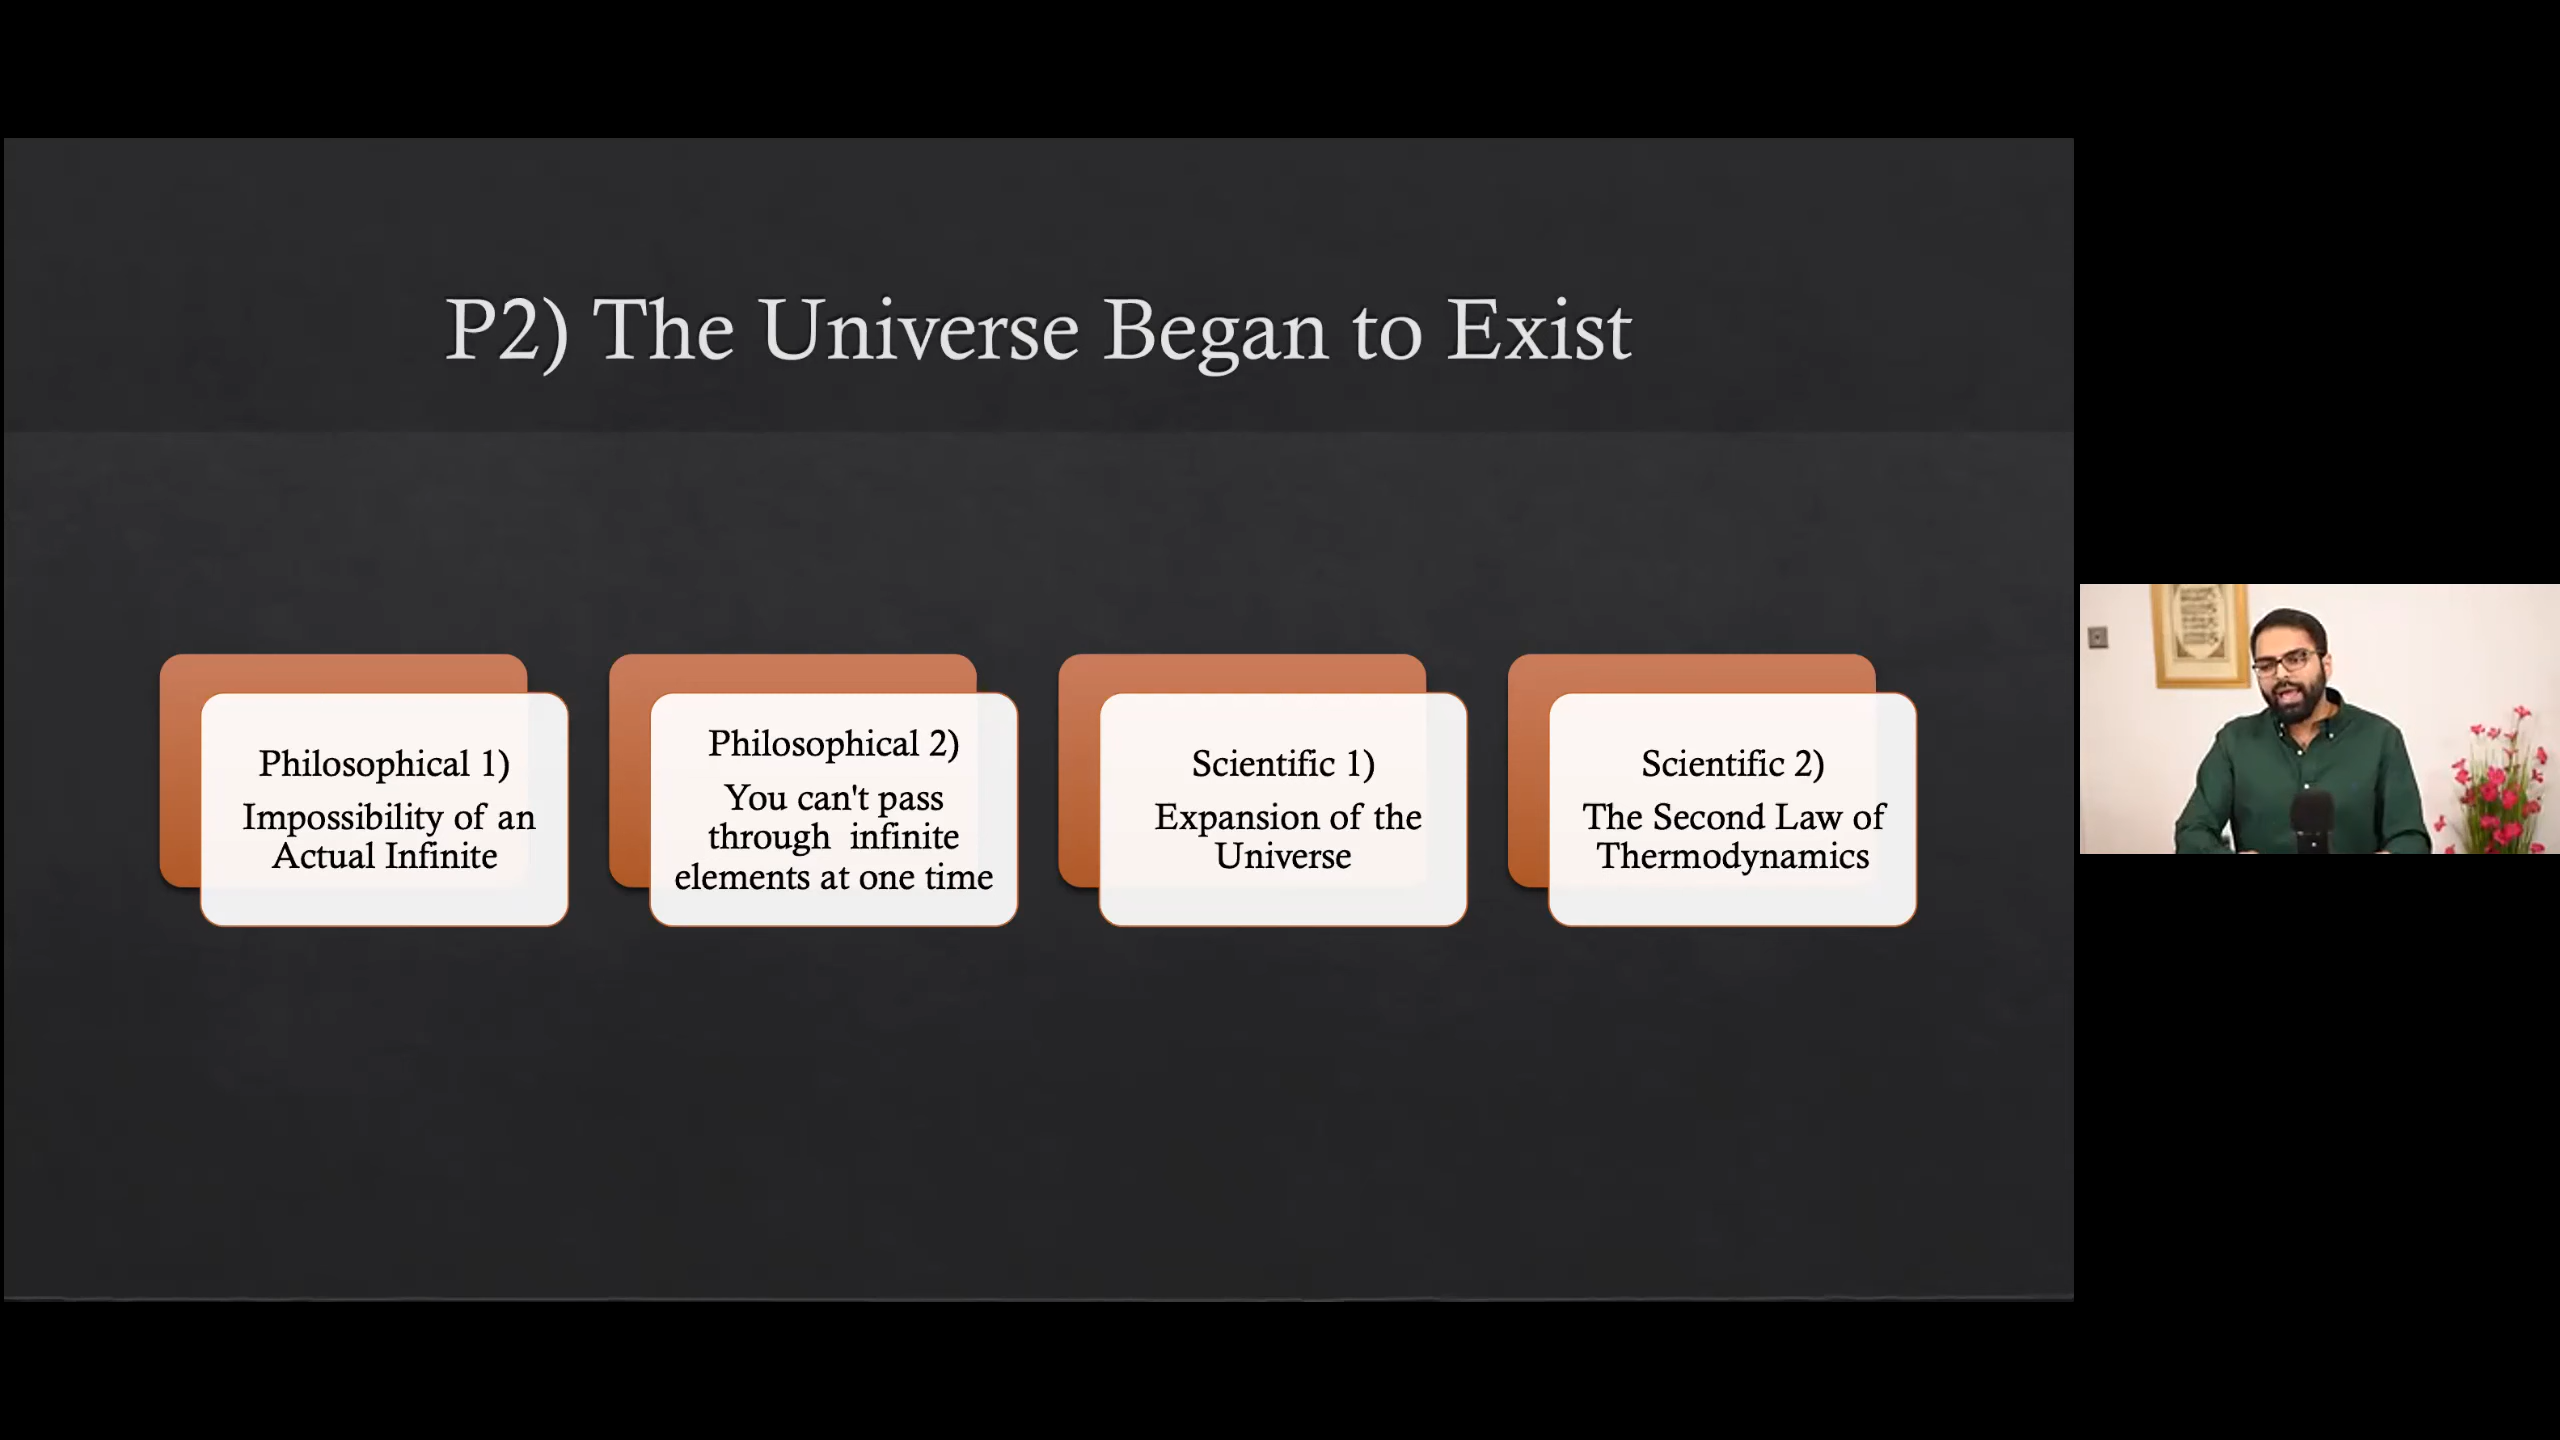 P2) The Universe Began to Exist
Philosophical 1)
Impossibility of an
Actual Infinite
Philosophical 2)
You can't pass
through infinite
elements at one time
Scientific 1)
Expansion of the
Universe
Scientific 2)
The Second Law of
Thermodynamics